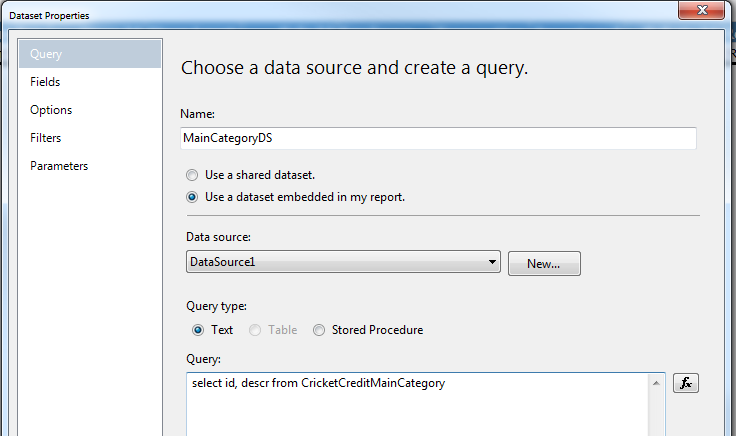 Dataset Properties
Query
Fields
Options
Filters
Parameters
Choose a data source and create a query.
Name:
MainCategoryDS
Use a shared dataset.
Use a dataset embedded in my report.
Data source:
DataSource1
New...
Query type:
Text
Table
Stored Procedure
Query:
select id, descr from CricketCreditMainCategory
fx
R